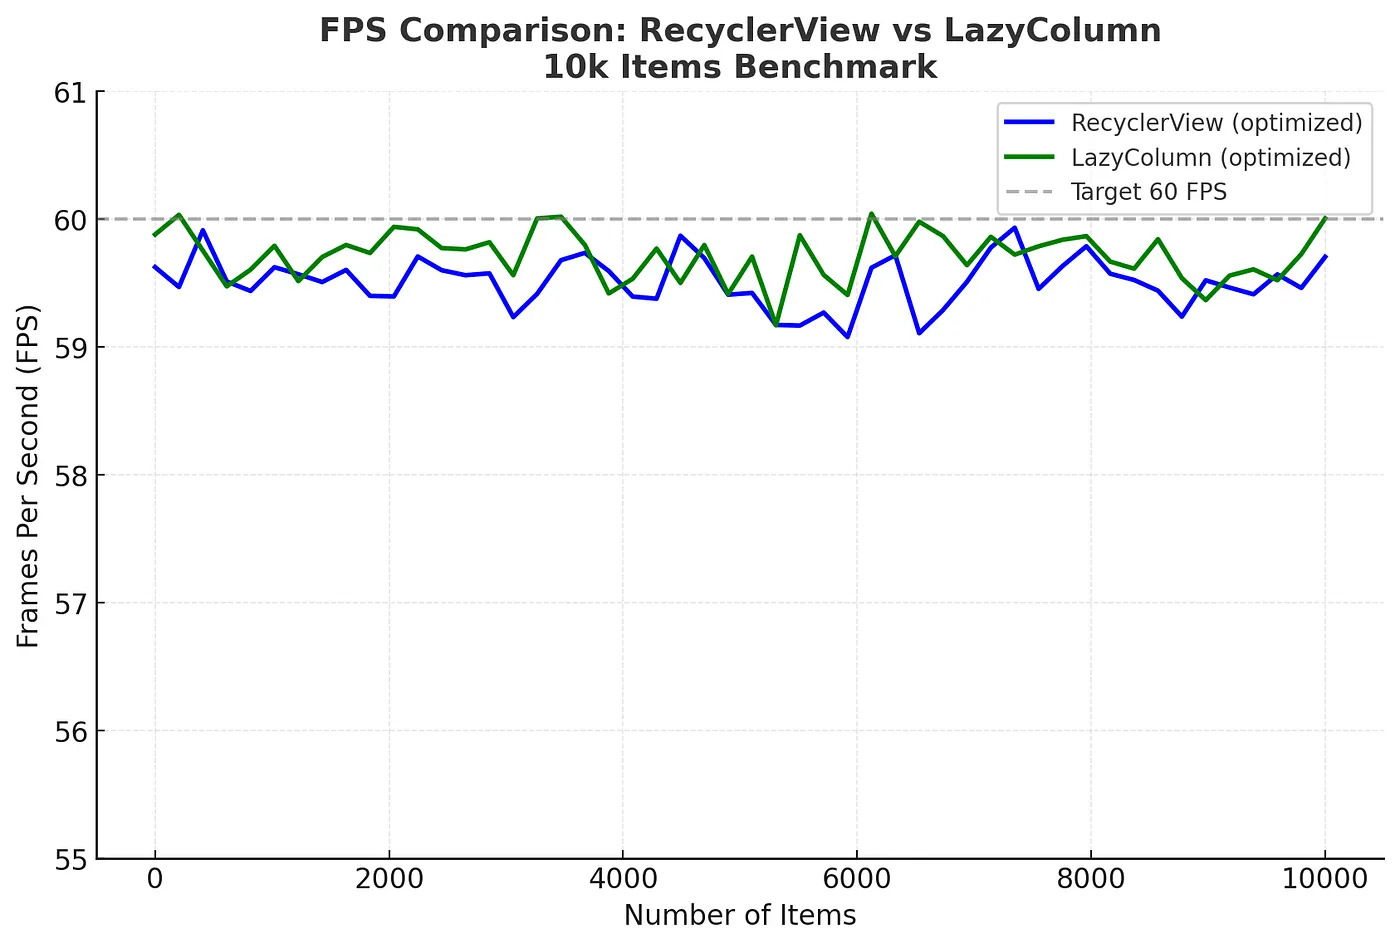 FPS Comparison: RecyclerView vs LazyColumn
10k Items Benchmark
RecyclerView (optimized)
LazyColumn (optimized)
Target 60 FPS
Frames Per Second (FPS)
61
60
59
58
57
56
55
0 2000 4000 6000 8000 10000
Number of Items